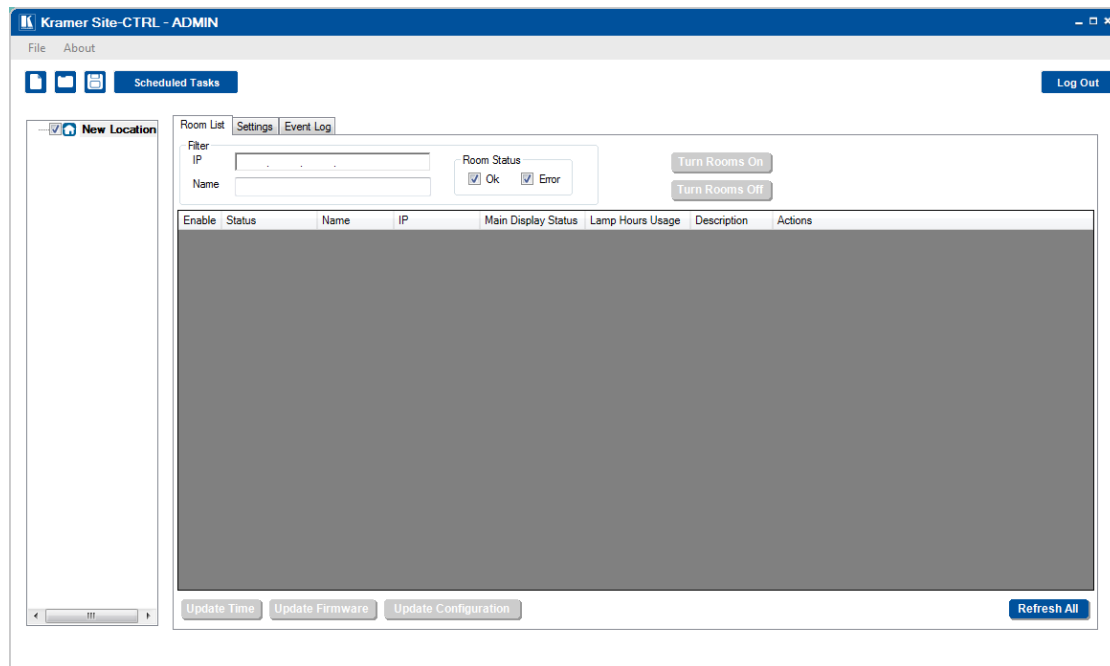 Kramer Site-CTRL - ADMIN
File About
Scheduled Tasks
Log Out
New Location
Room List Settings Event Log
Filter
IP . . .
Room Status
Turn Rooms On
Ok Error
Name
Turn Rooms Off
Enable Status Name IP Main Display Status Lamp Hours Usage Description Actions
Update Time Update Firmware Update Configuration
Refresh All